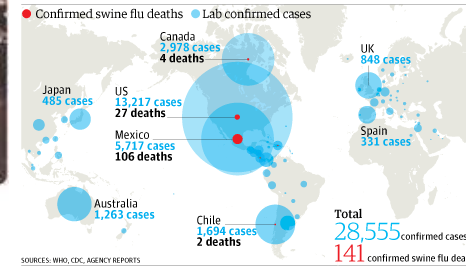 Confirmed swine flu deaths Lab confirmed cases
Canada
2,978 cases
4 deaths
UK
848 cases
Japan
485 cases
US
13,217 cases
27 deaths
Mexico
5,717 cases
106 deaths
Spain
331 cases
Australia
1,263 cases
Chile
1,694 cases
2 deaths
Total
28,555 confirmed cases
141 confirmed swine flu dea
SOURCES: WHO, CDC, AGENCY REPORTS